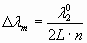 Δλₘ = λ₀² / (2L · n)